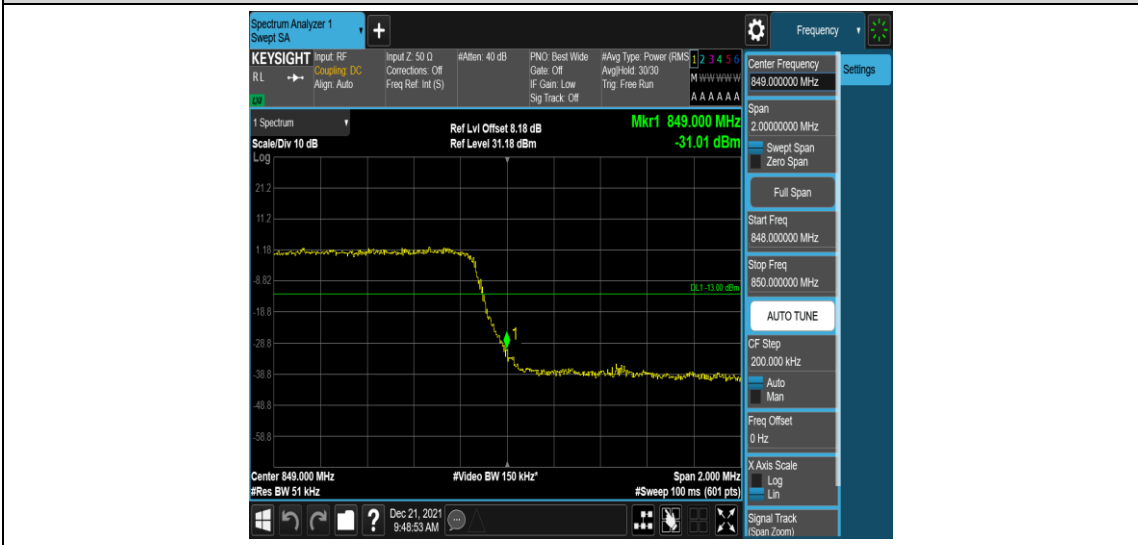 Spectrum Analyzer 1
Swept SA
Frequency
KEYSIGHT
RL
LXI
Input: RF
Coupling: DC
Align: Auto
Input Z: 50 Ω
Corrections: Off
Freq Ref: Int (S)
#Atten: 40 dB
PNO: Best Wide
Gate: Off
IF Gain: Low
Sig Track: Off
#Avg Type: Power (RMS
Avg|Hold: 30/30
Trig: Free Run
1 2 3 4 5 6
M W W W W W
A A A A A A
Center Frequency
849.000000 MHz
Settings
Span
2.00000000 MHz
Swept Span
Zero Span
Full Span
Start Freq
848.000000 MHz
Stop Freq
850.000000 MHz
AUTO TUNE
CF Step
200.000 kHz
Auto
Man
Freq Offset
0 Hz
X Axis Scale
Log
Lin
Signal Track
(Span Zoom)
1 Spectrum
Scale/Div 10 dB
Log
Ref Lvl Offset 8.18 dB
Ref Level 31.18 dBm
Mkr1 849.000 MHz
-31.01 dBm
21.2
11.2
1.18
-8.82
DL1 -13.00 dBm
-18.8
1
-28.8
-38.8
-48.8
-58.8
Center 849.000 MHz
#Res BW 51 kHz
#Video BW 150 kHz*
Span 2.000 MHz
#Sweep 100 ms (601 pts)
?
Dec 21, 2021
9:48:53 AM